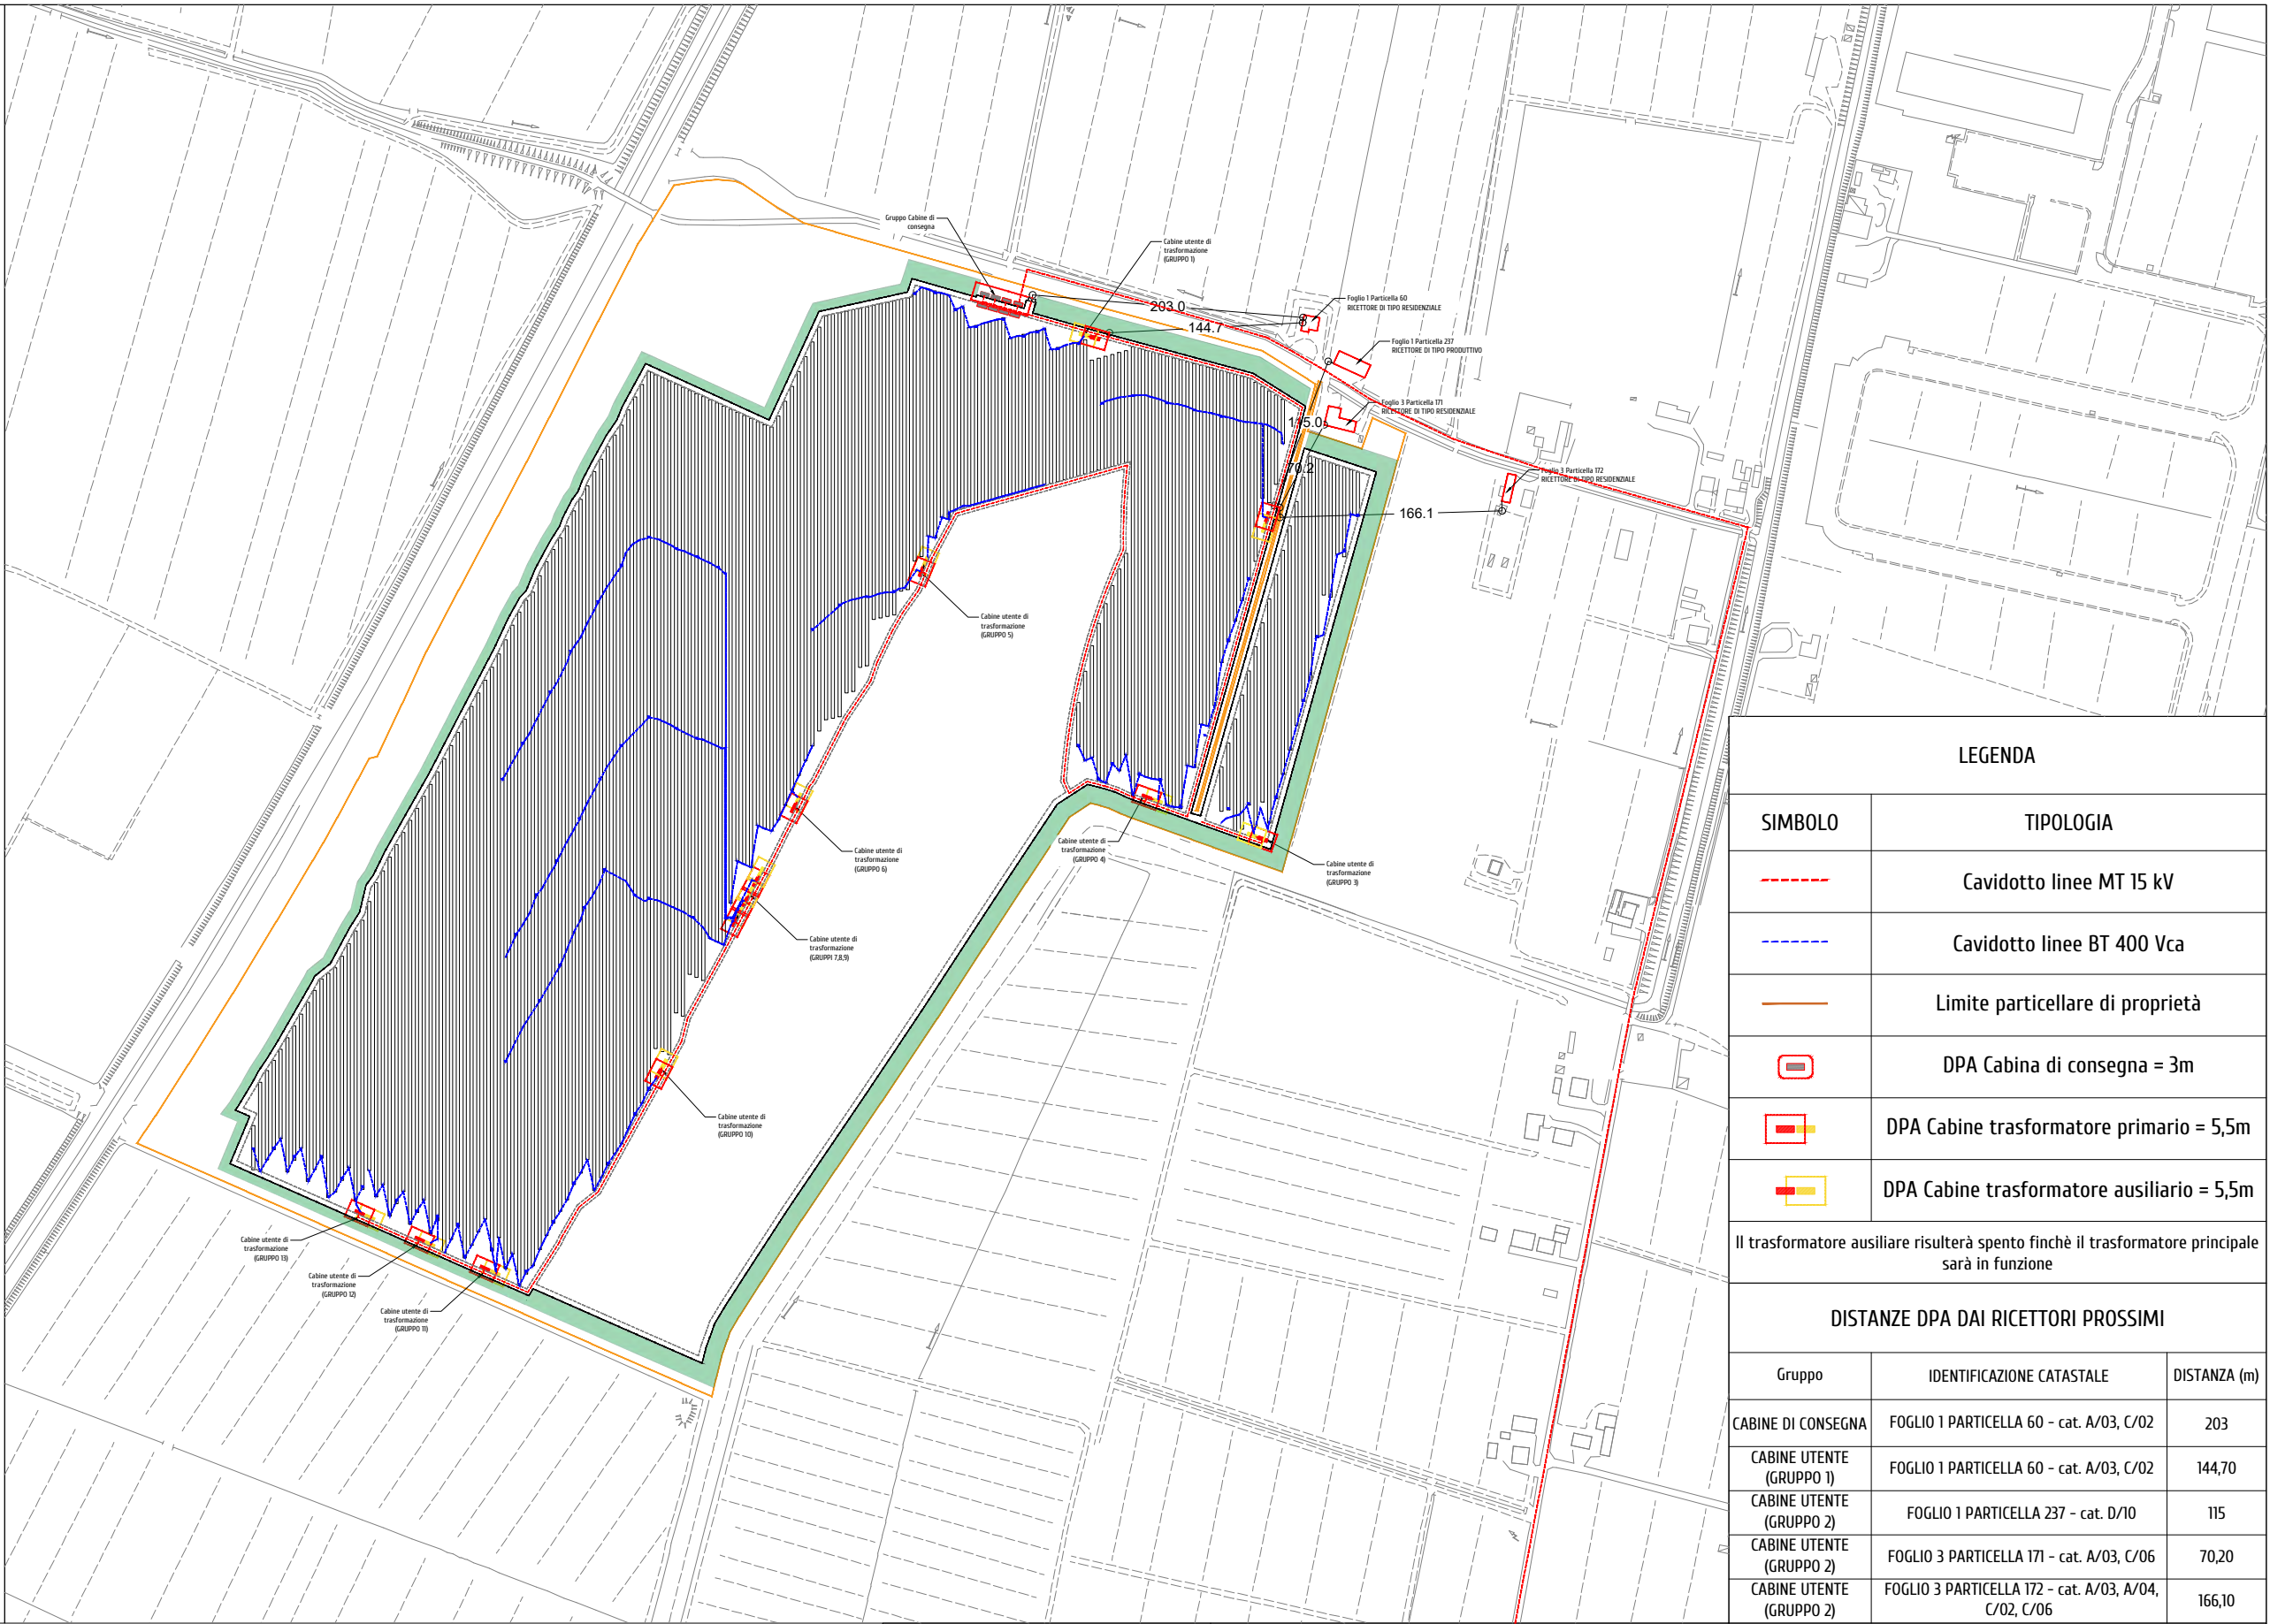 Gruppo Cabine di
consegna
Cabine utente di
trasformazione
(GRUPPO 1)
203.0
144.7
Foglio 1 Particella 60
RICETTORE DI TIPO RESIDENZIALE
Foglio 1 Particella 237
RICETTORE DI TIPO PRODUTTIVO
Foglio 3 Particella 171
RICETTORE DI TIPO RESIDENZIALE
115.0
70.2
Foglio 3 Particella 172
RICETTORE DI TIPO RESIDENZIALE
166.1
Cabine utente di
trasformazione
(GRUPPO 5)
Cabine utente di
trasformazione
(GRUPPO 6)
Cabine utente di
trasformazione
(GRUPPO 4)
Cabine utente di
trasformazione
(GRUPPO 3)
Cabine utente di
trasformazione
(GRUPPI 7,8,9)
Cabine utente di
trasformazione
(GRUPPO 10)
Cabine utente di
trasformazione
(GRUPPO 13)
Cabine utente di
trasformazione
(GRUPPO 12)
Cabine utente di
trasformazione
(GRUPPO 11)
LEGENDA
SIMBOLO TIPOLOGIA
Cavidotto linee MT 15 kV
Cavidotto linee BT 400 Vca
Limite particellare di proprietà
DPA Cabina di consegna = 3m
DPA Cabine trasformatore primario = 5,5m
DPA Cabine trasformatore ausiliario = 5,5m
Il trasformatore ausiliare risulterà spento finchè il trasformatore principale
sarà in funzione
DISTANZE DPA DAI RICETTORI PROSSIMI
Gruppo IDENTIFICAZIONE CATASTALE DISTANZA (m)
CABINE DI CONSEGNA FOGLIO 1 PARTICELLA 60 - cat. A/03, C/02 203
CABINE UTENTE
(GRUPPO 1) FOGLIO 1 PARTICELLA 60 - cat. A/03, C/02 144,70
CABINE UTENTE
(GRUPPO 2) FOGLIO 1 PARTICELLA 237 - cat. D/10 115
CABINE UTENTE
(GRUPPO 2) FOGLIO 3 PARTICELLA 171 - cat. A/03, C/06 70,20
CABINE UTENTE
(GRUPPO 2) FOGLIO 3 PARTICELLA 172 - cat. A/03, A/04,
C/02, C/06 166,10